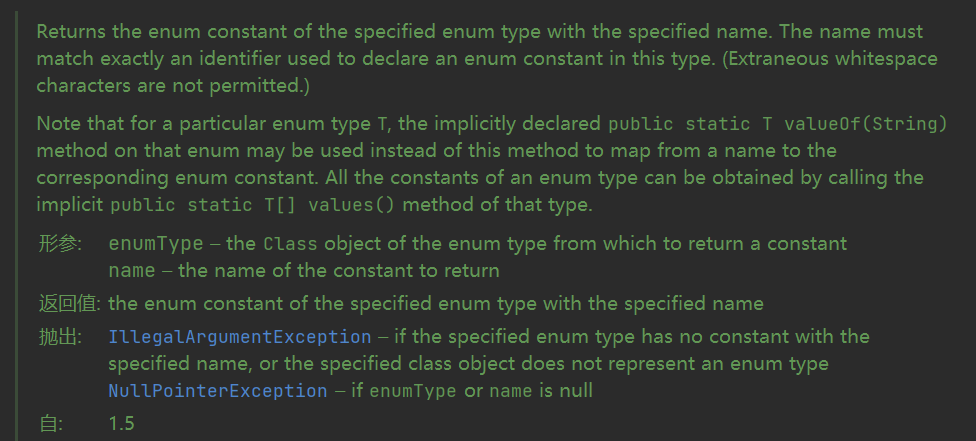 Returns the enum constant of the specified enum type with the specified name. The name must
match exactly an identifier used to declare an enum constant in this type. (Extraneous whitespace
characters are not permitted.)
Note that for a particular enum type T, the implicitly declared public static T valueOf(String)
method on that enum may be used instead of this method to map from a name to the
corresponding enum constant. All the constants of an enum type can be obtained by calling the
implicit public static T[] values() method of that type.
形参: enumType – the Class object of the enum type from which to return a constant
name – the name of the constant to return
返回值: the enum constant of the specified enum type with the specified name
抛出: IllegalArgumentException – if the specified enum type has no constant with the
specified name, or the specified class object does not represent an enum type
NullPointerException – if enumType or name is null
自: 1.5